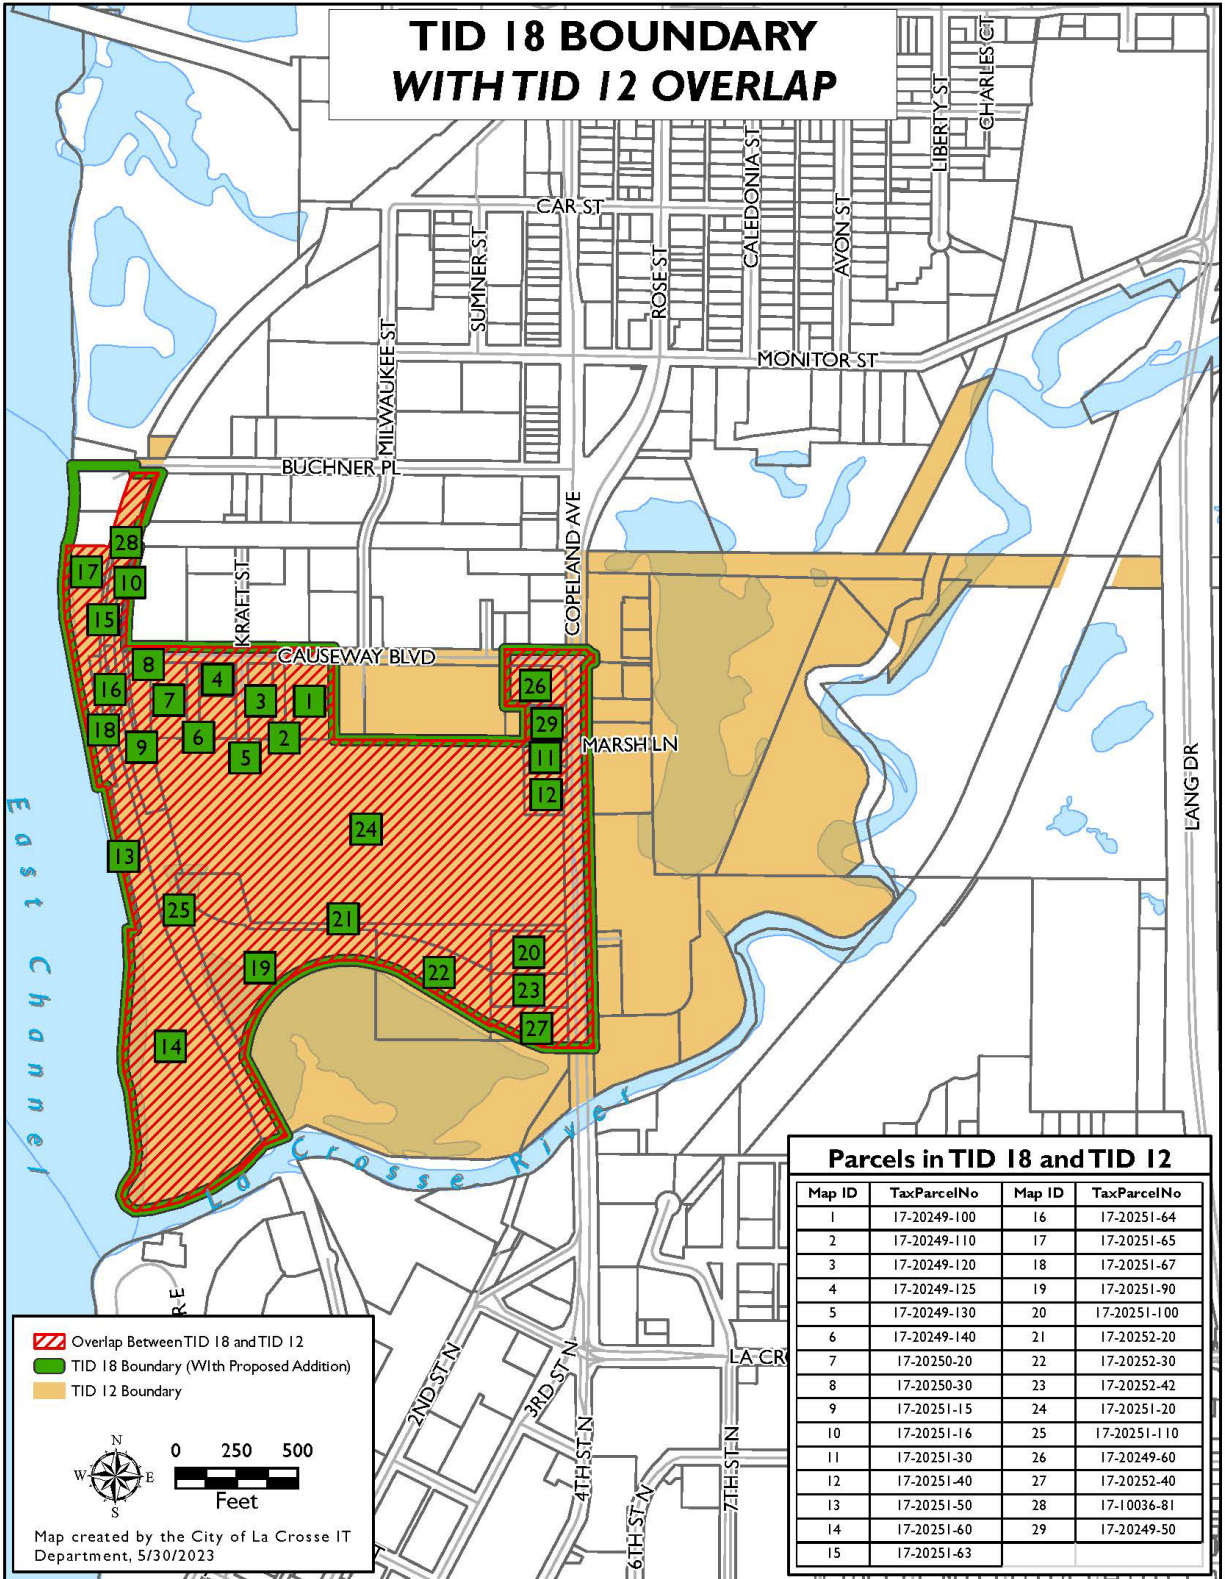 TID 18 BOUNDARY
WITH TID 12 OVERLAP
CHARLES CT
LIBERTY ST
CALEDONIA ST
AVON ST
CAR ST
SUMNER ST
ROSE ST
MILWAUKEE ST
MONITOR ST
BUCHNER PL
COPELAND AVE
KRAFT ST
CAUSEWAY BLVD
MARSH LN
LANG DR
28
17
10
15
8
16
4
7
3
1
26
18
9
6
2
29
5
11
12
24
13
25
21
20
19
22
23
27
14
East Channel
La Crosse River
R E
2ND ST N
3RD ST N
4TH ST N
6TH ST N
7TH ST N
LA CR
T
Parcels in TID 18 and TID 12
Map ID TaxParcelNo Map ID TaxParcelNo
1 17-20249-100 16 17-20251-64
2 17-20249-110 17 17-20251-65
3 17-20249-120 18 17-20251-67
4 17-20249-125 19 17-20251-90
5 17-20249-130 20 17-20251-100
6 17-20249-140 21 17-20252-20
7 17-20250-20 22 17-20252-30
8 17-20250-30 23 17-20252-42
9 17-20251-15 24 17-20251-20
10 17-20251-16 25 17-20251-110
11 17-20251-30 26 17-20249-60
12 17-20251-40 27 17-20252-40
13 17-20251-50 28 17-10036-81
14 17-20251-60 29 17-20249-50
15 17-20251-63
Overlap Between TID 18 and TID 12
TID 18 Boundary (WIth Proposed Addition)
TID 12 Boundary
N
W E
S
0 250 500
Feet
Map created by the City of La Crosse IT
Department, 5/30/2023